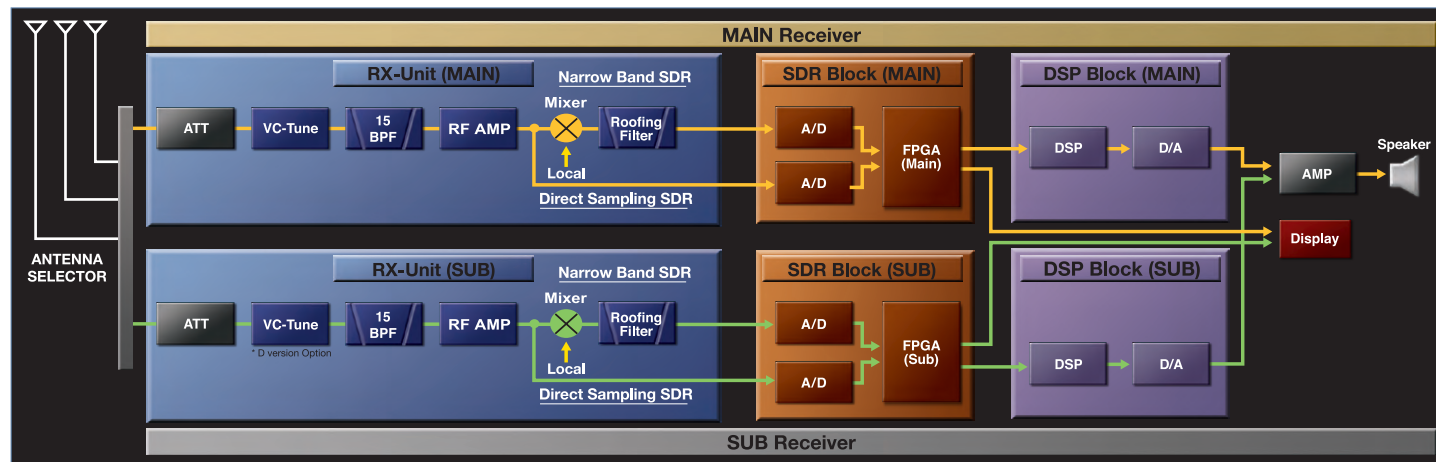 MAIN Receiver
RX-Unit (MAIN)
Narrow Band SDR
Mixer
ATT
VC-Tune
15
BPF
RF AMP
Roofing
Filter
Local
Direct Sampling SDR
SDR Block (MAIN)
A/D
A/D
FPGA
(Main)
DSP Block (MAIN)
DSP
D/A
Speaker
AMP
Display
ANTENNA
SELECTOR
RX-Unit (SUB)
Narrow Band SDR
Mixer
ATT
VC-Tune
* D version Option
15
BPF
RF AMP
Roofing
Filter
Local
Direct Sampling SDR
SDR Block (SUB)
A/D
A/D
FPGA
(Sub)
DSP Block (SUB)
DSP
D/A
SUB Receiver